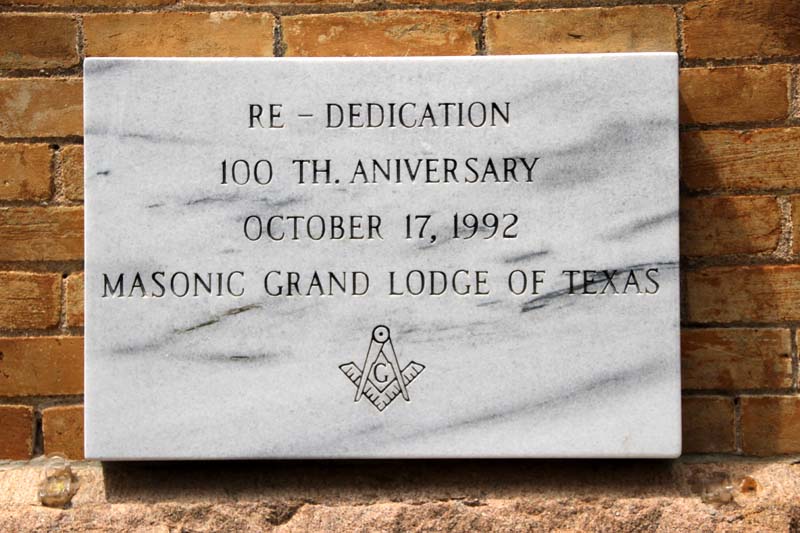 RE - DEDICATION
100 TH. ANIVERSARY
OCTOBER 17, 1992
MASONIC GRAND LODGE OF TEXAS
G